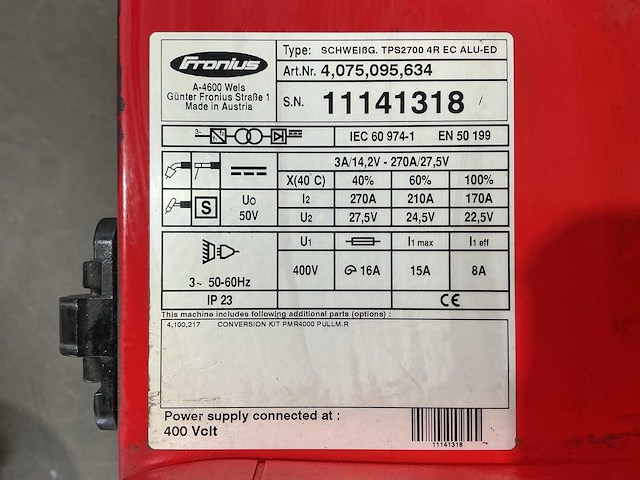 Fronius
A-4600 Wels
Günter Fronius Straße 1
Made in Austria
Type: SCHWEIßG. TPS2700 4R EC ALU-ED
Art.Nr. 4,075,095,634
S.N. 11141318
3~
IEC 60 974-1 EN 50 199
3A/14,2V - 270A/27,5V
X(40°C) 40% 60% 100%
S
U0
50V
I2 270A 210A 170A
U2 27,5V 24,5V 22,5V
U1 I1 max I1 eff
3~ 50-60Hz
400V 16A 15A 8A
IP 23
CE
This machine includes following additional parts (options) :
4,100,217 CONVERSION KIT PMR4000 PULLM.R
Power supply connected at :
400 Volt
11141318